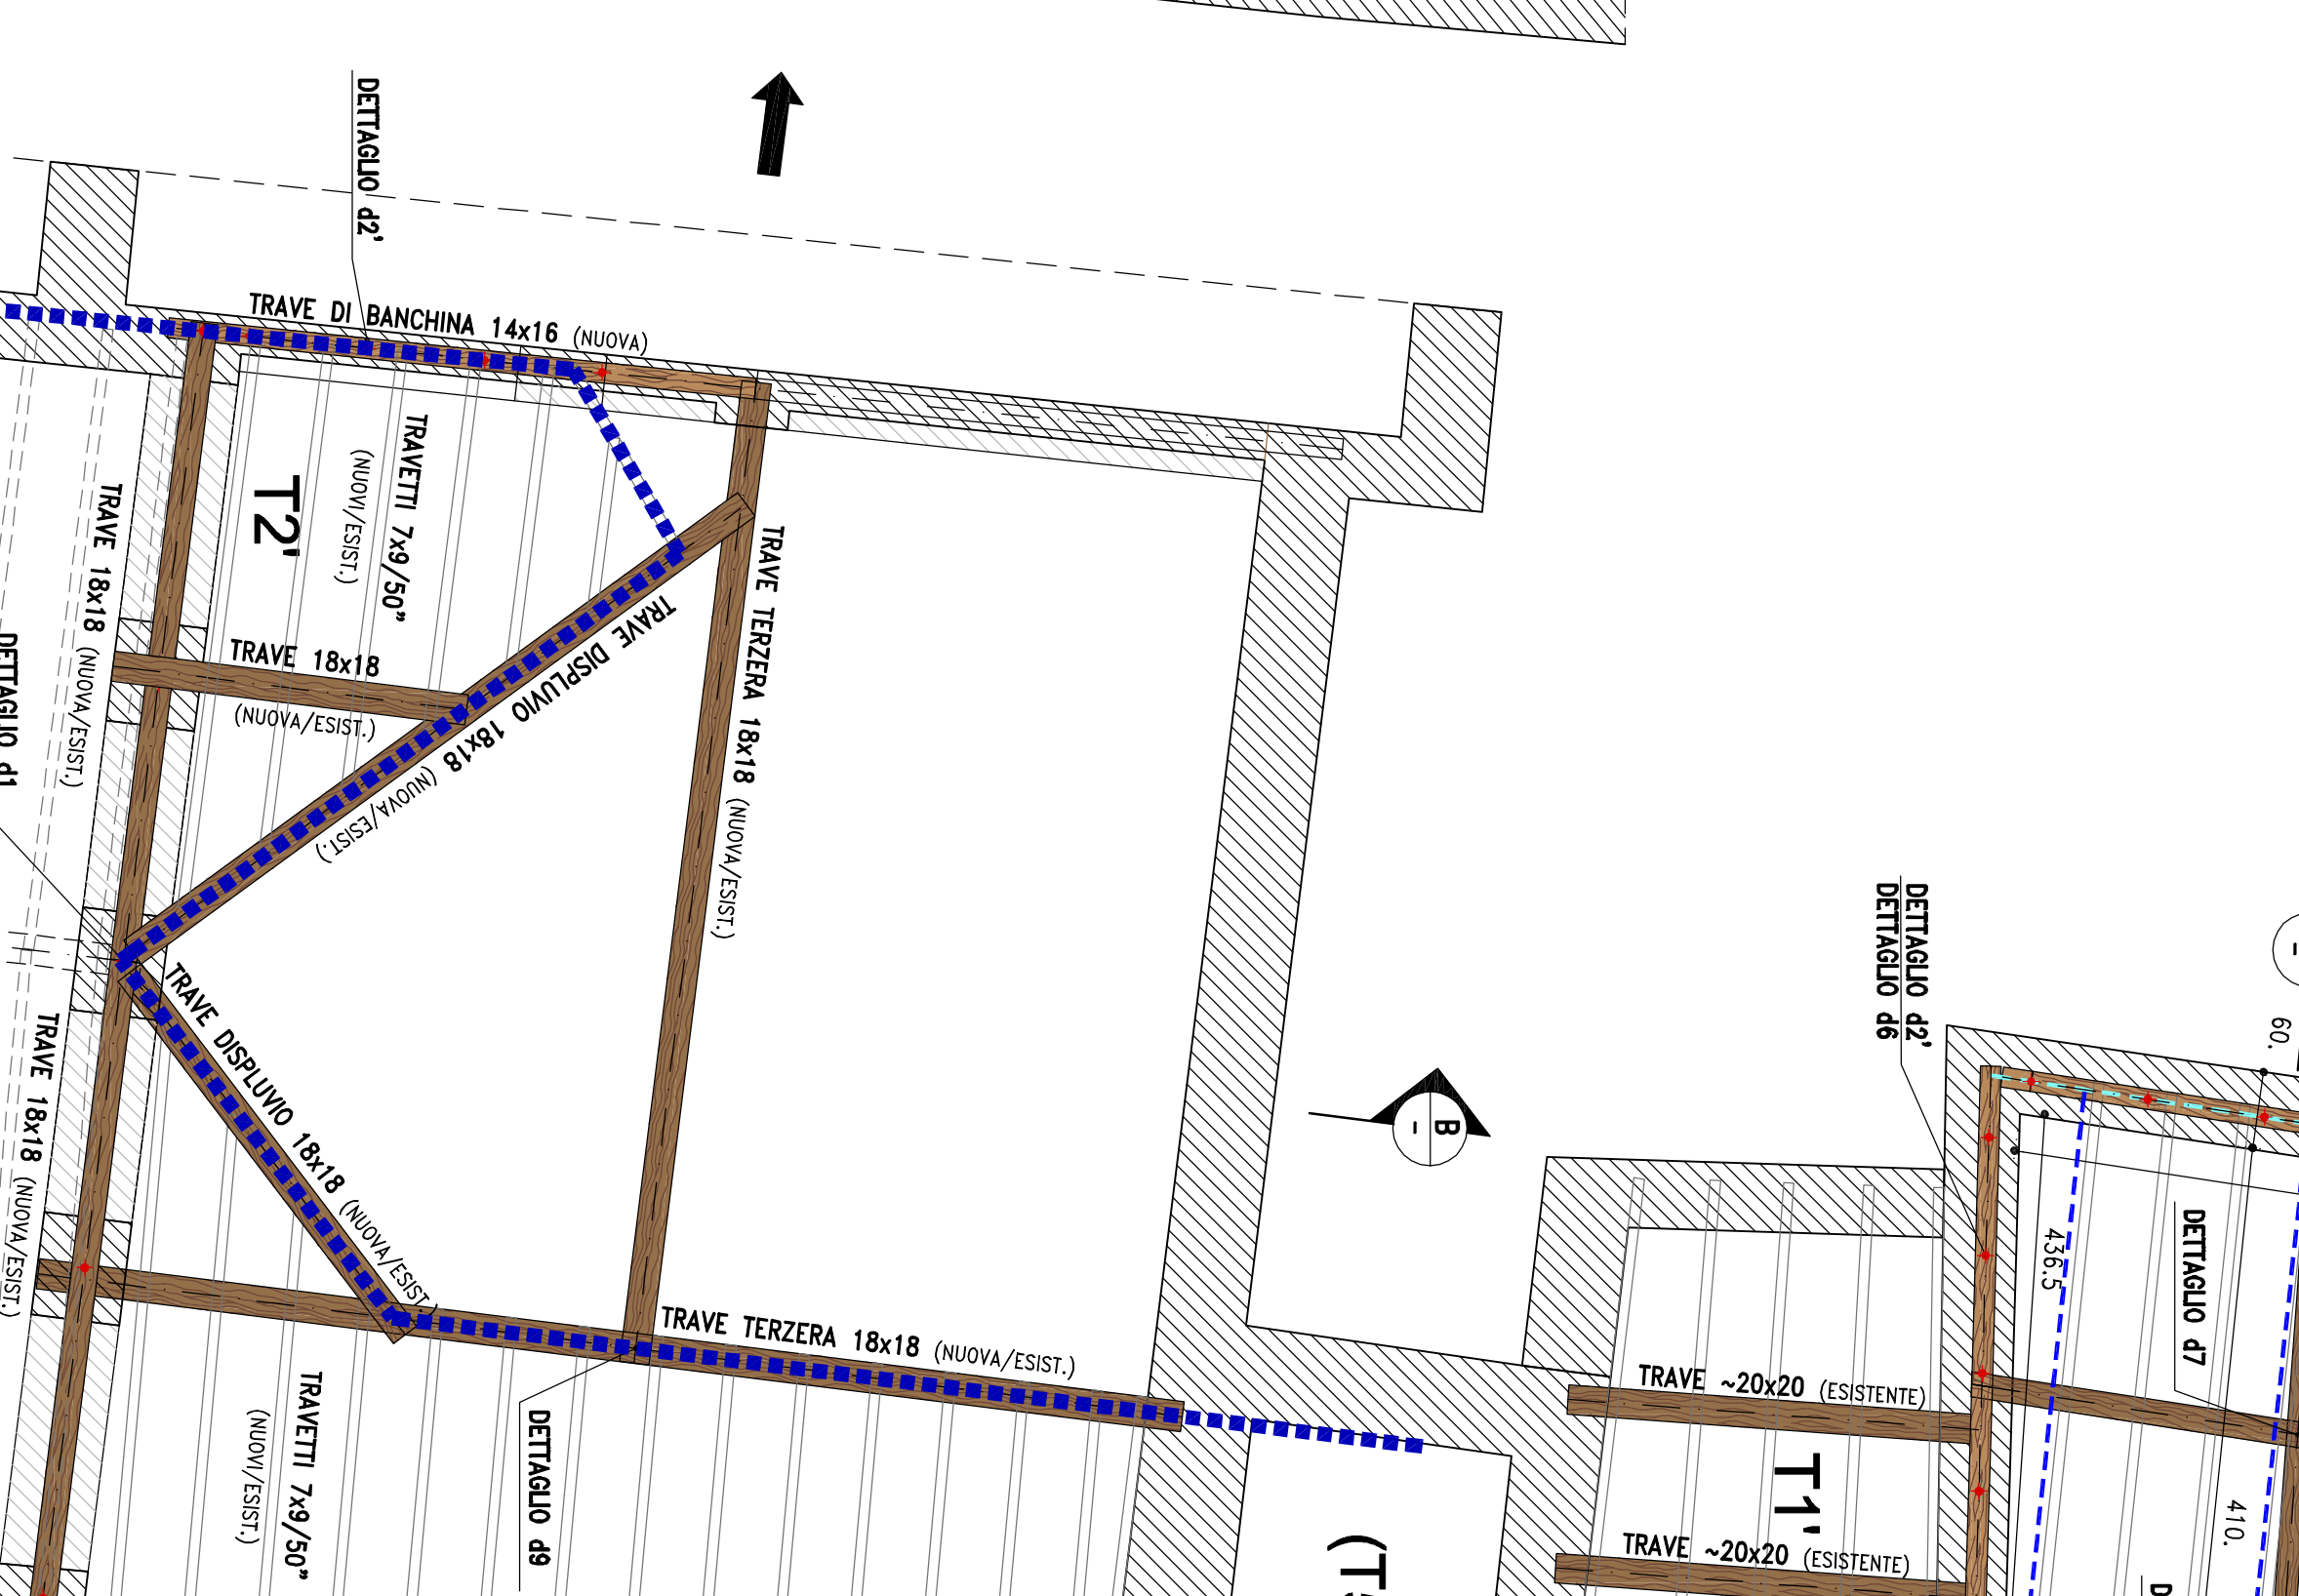 DETTAGLIO d2'
TRAVE DI BANCHINA 14x16 (NUOVA)
TRAVETTI 7x9/50"
(NUOVI/ESIST.)
T2'
TRAVE 18x18 (NUOVA/ESIST.)
TRAVE 18x18
(NUOVA/ESIST.)
TRAVE DISPLUVIO 18x18 (NUOVA/ESIST.)
TRAVE TERZERA 18x18 (NUOVA/ESIST.)
DETTAGLIO d1
TRAVE DISPLUVIO 18x18 (NUOVA/ESIST.)
TRAVE 18x18 (NUOVA/ESIST.)
TRAVE TERZERA 18x18 (NUOVA/ESIST.)
TRAVETTI 7x9/50"
(NUOVI/ESIST.)
DETTAGLIO d9
B
-
DETTAGLIO d2'
DETTAGLIO d6
-
60.
436.5
DETTAGLIO d7
410.
TRAVE ~20x20 (ESISTENTE)
T1'
TRAVE ~20x20 (ESISTENTE)